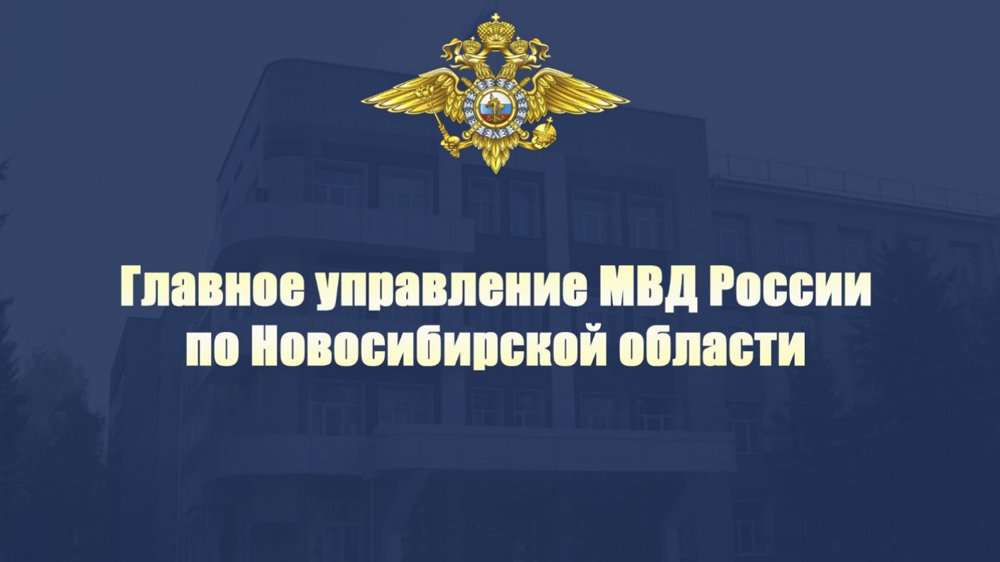 Главное управление МВД России
по Новосибирской области